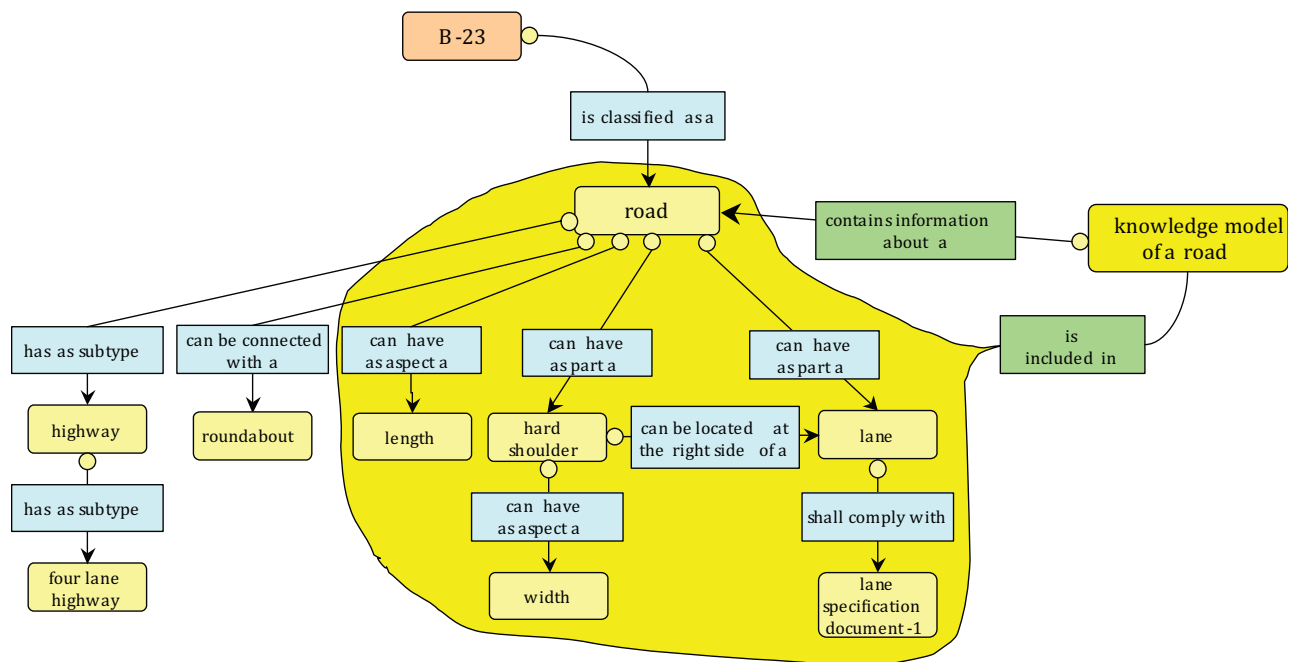 B-23
is classified as a
road
contains information
about a
knowledge model
of a road
has as subtype
can be connected
with a
can have
as aspect a
can have
as part a
can have
as part a
is
included in
highway
roundabout
length
hard
shoulder
can be located at
the right side of a
lane
has as subtype
can have
as aspect a
shall comply with
four lane
highway
width
lane
specification
document-1